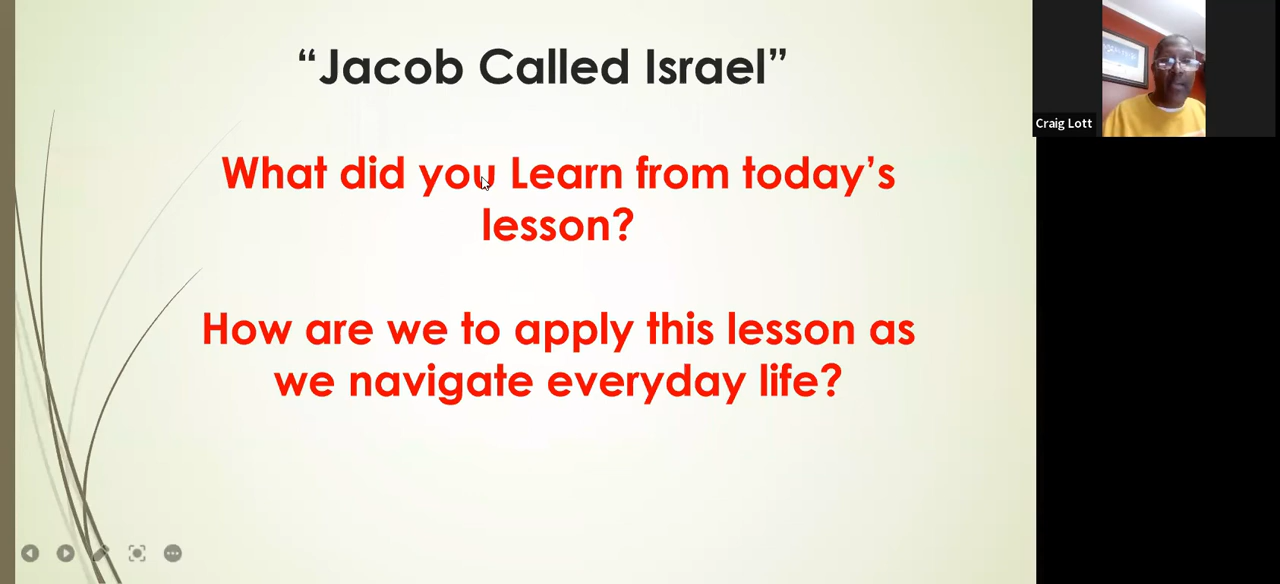 “Jacob Called Israel”
What did you Learn from today’s
lesson?
How are we to apply this lesson as
we navigate everyday life?
Craig Lott